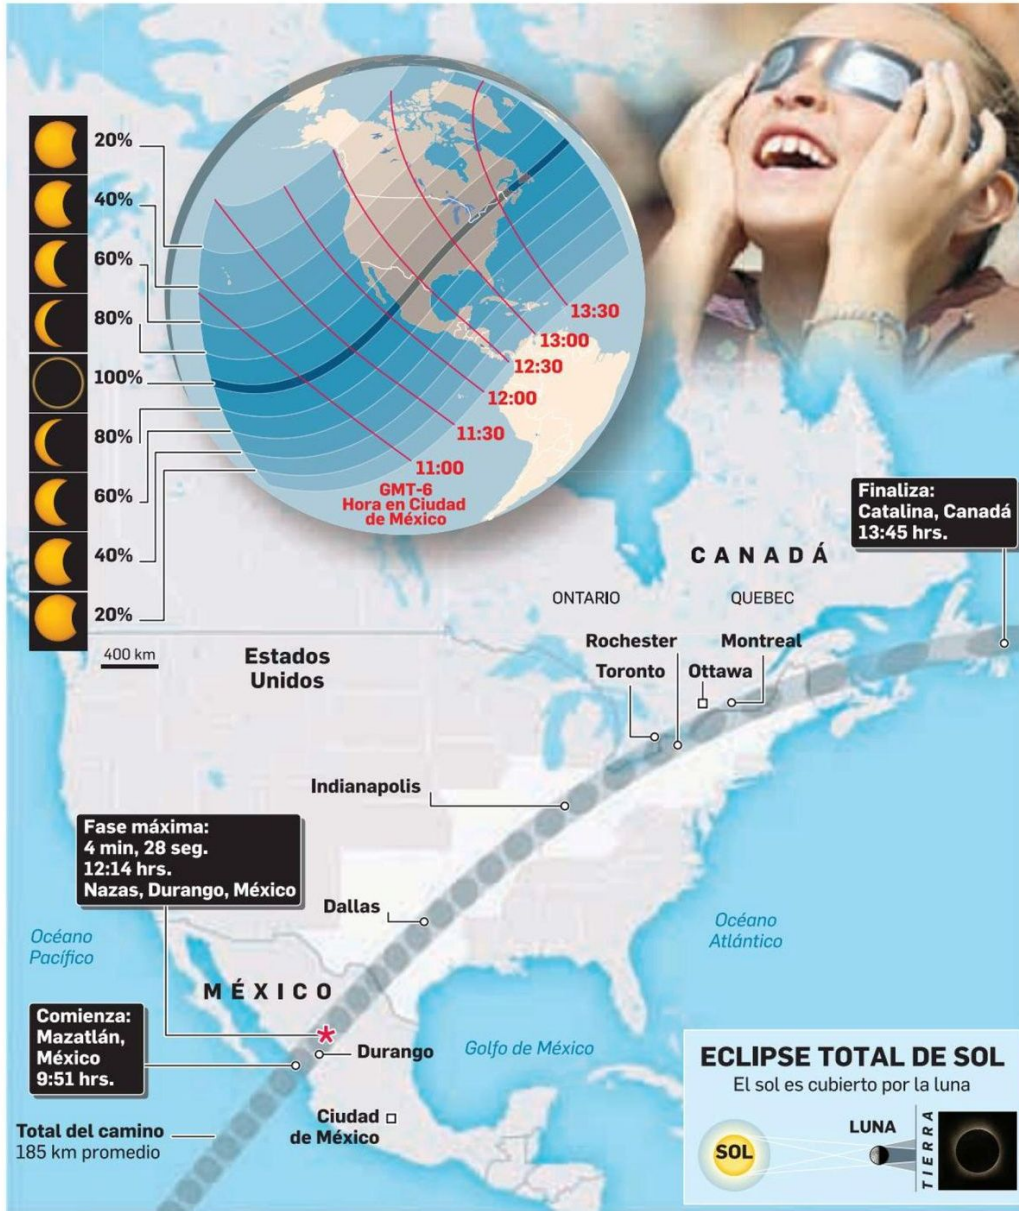 20%
40%
60%
80%
100%
80%
60%
40%
20%
13:30
13:00
12:30
12:00
11:30
11:00
GMT-6
Hora en Ciudad
de México
Finaliza:
Catalina, Canadá
13:45 hrs.
CANADÁ
ONTARIO
QUEBEC
400 km
Estados
Unidos
Rochester
Montreal
Toronto
Ottawa
Indianapolis
Fase máxima:
4 min, 28 seg.
12:14 hrs.
Nazas, Durango, México
Dallas
Océano
Pacífico
Océano
Atlántico
MÉXICO
Comienza:
Mazatlán,
México
9:51 hrs.
Durango
Golfo de México
Ciudad
de México
Total del camino
185 km promedio
ECLIPSE TOTAL DE SOL
El sol es cubierto por la luna
SOL
LUNA
TIERRA